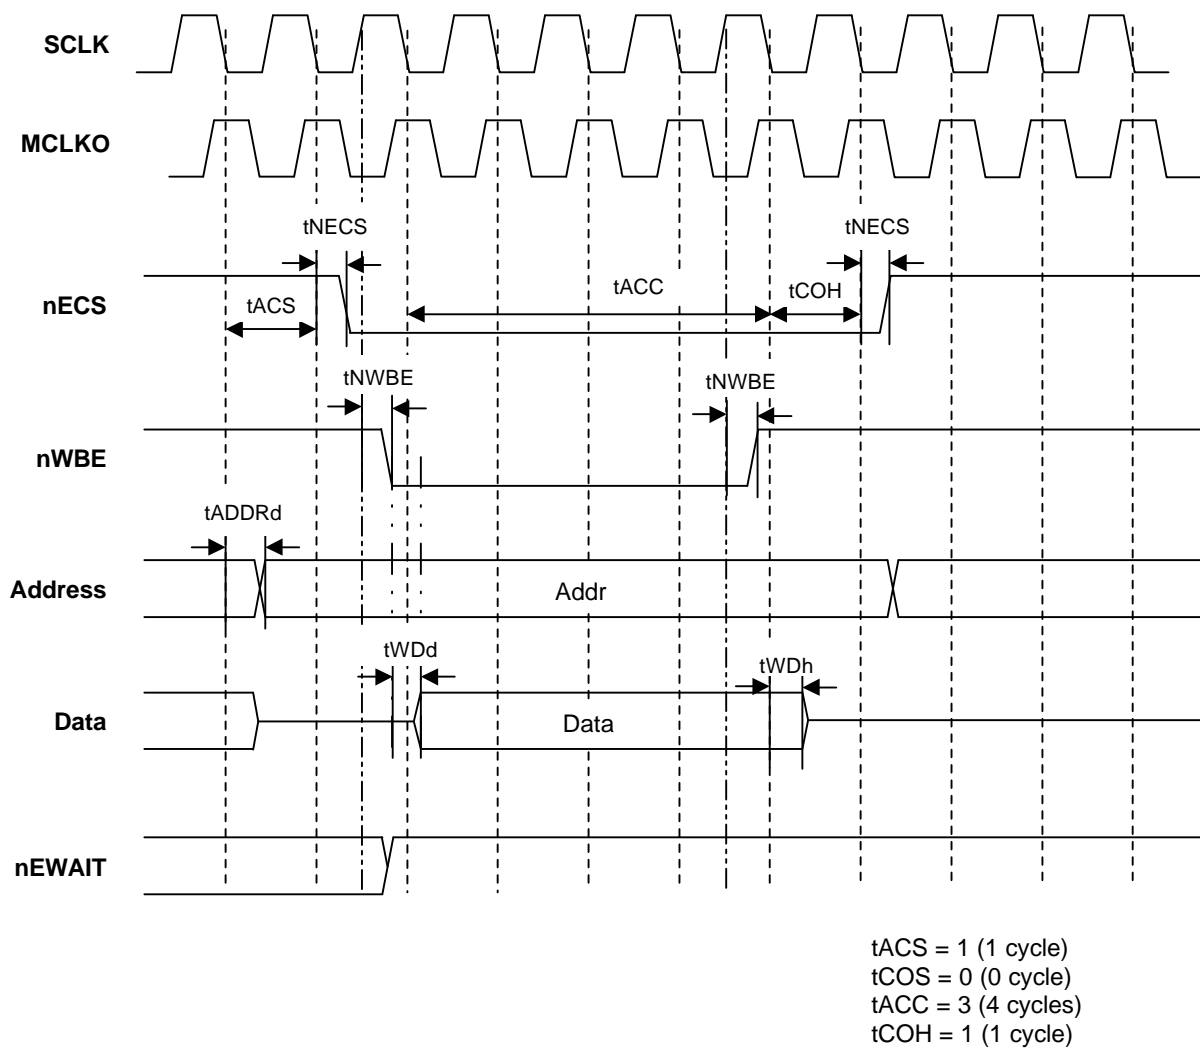 SCLK
MCLKO
tNECS
tNECS
nECS
tACS
tACC
tCOH
tNWBE
tNWBE
nWBE
tADDRd
Address
Addr
tWDd
tWDh
Data
Data
nEWAIT
tACS = 1 (1 cycle)
tCOS = 0 (0 cycle)
tACC = 3 (4 cycles)
tCOH = 1 (1 cycle)